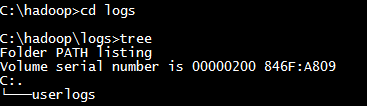 C:\hadoop>cd logs
C:\hadoop\logs>tree
Folder PATH listing
Volume serial number is 00000200 846F:A809
C:.
└───userlogs